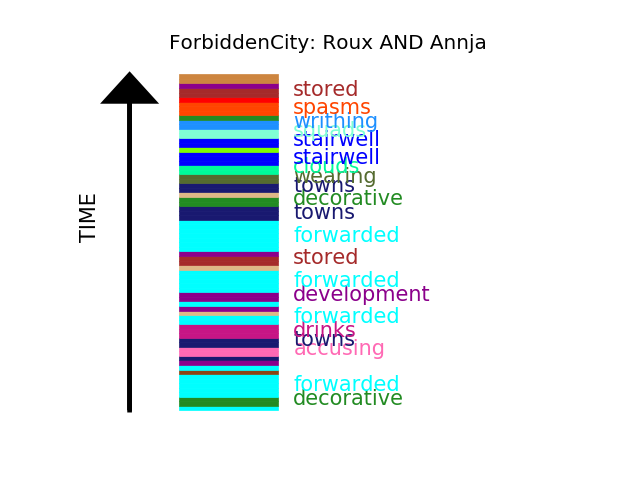 ForbiddenCity: Roux AND Annja
stored
spasms
writhing
squads
stairwell
stairwell
clouds
wearing
towns
decorative
towns
forwarded
stored
forwarded
development
forwarded
drinks
towns
accusing
forwarded
decorative
TIME